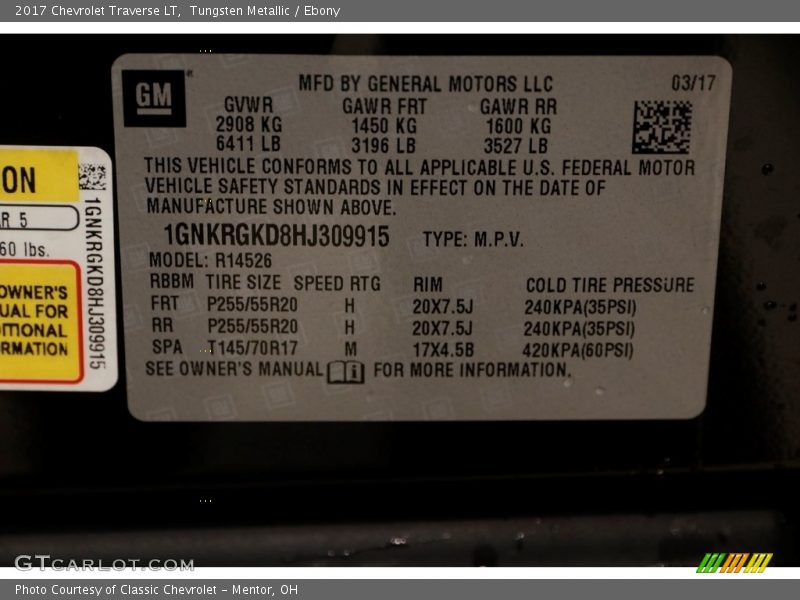 2017 Chevrolet Traverse LT, Tungsten Metallic / Ebony
GM
MFD BY GENERAL MOTORS LLC
03/17
GVWR GAWR FRT GAWR RR
2908 KG 1450 KG 1600 KG
6411 LB 3196 LB 3527 LB
THIS VEHICLE CONFORMS TO ALL APPLICABLE U.S. FEDERAL MOTOR
VEHICLE SAFETY STANDARDS IN EFFECT ON THE DATE OF
MANUFACTURE SHOWN ABOVE.
1GNKRGKD8HJ309915 TYPE: M.P.V.
MODEL: R14526
RBBM TIRE SIZE SPEED RTG RIM COLD TIRE PRESSURE
FRT P255/55R20 H 20X7.5J 240KPA(35PSI)
RR P255/55R20 H 20X7.5J 240KPA(35PSI)
SPA T145/70R17 M 17X4.5B 420KPA(60PSI)
SEE OWNER'S MANUAL FOR MORE INFORMATION.
ON
R 5
60 lbs.
OWNER'S
UAL FOR
ITIONAL
RMATION
1GNKRGKD8HJ309915
GTCARLOT.COM
Photo Courtesy of Classic Chevrolet - Mentor, OH